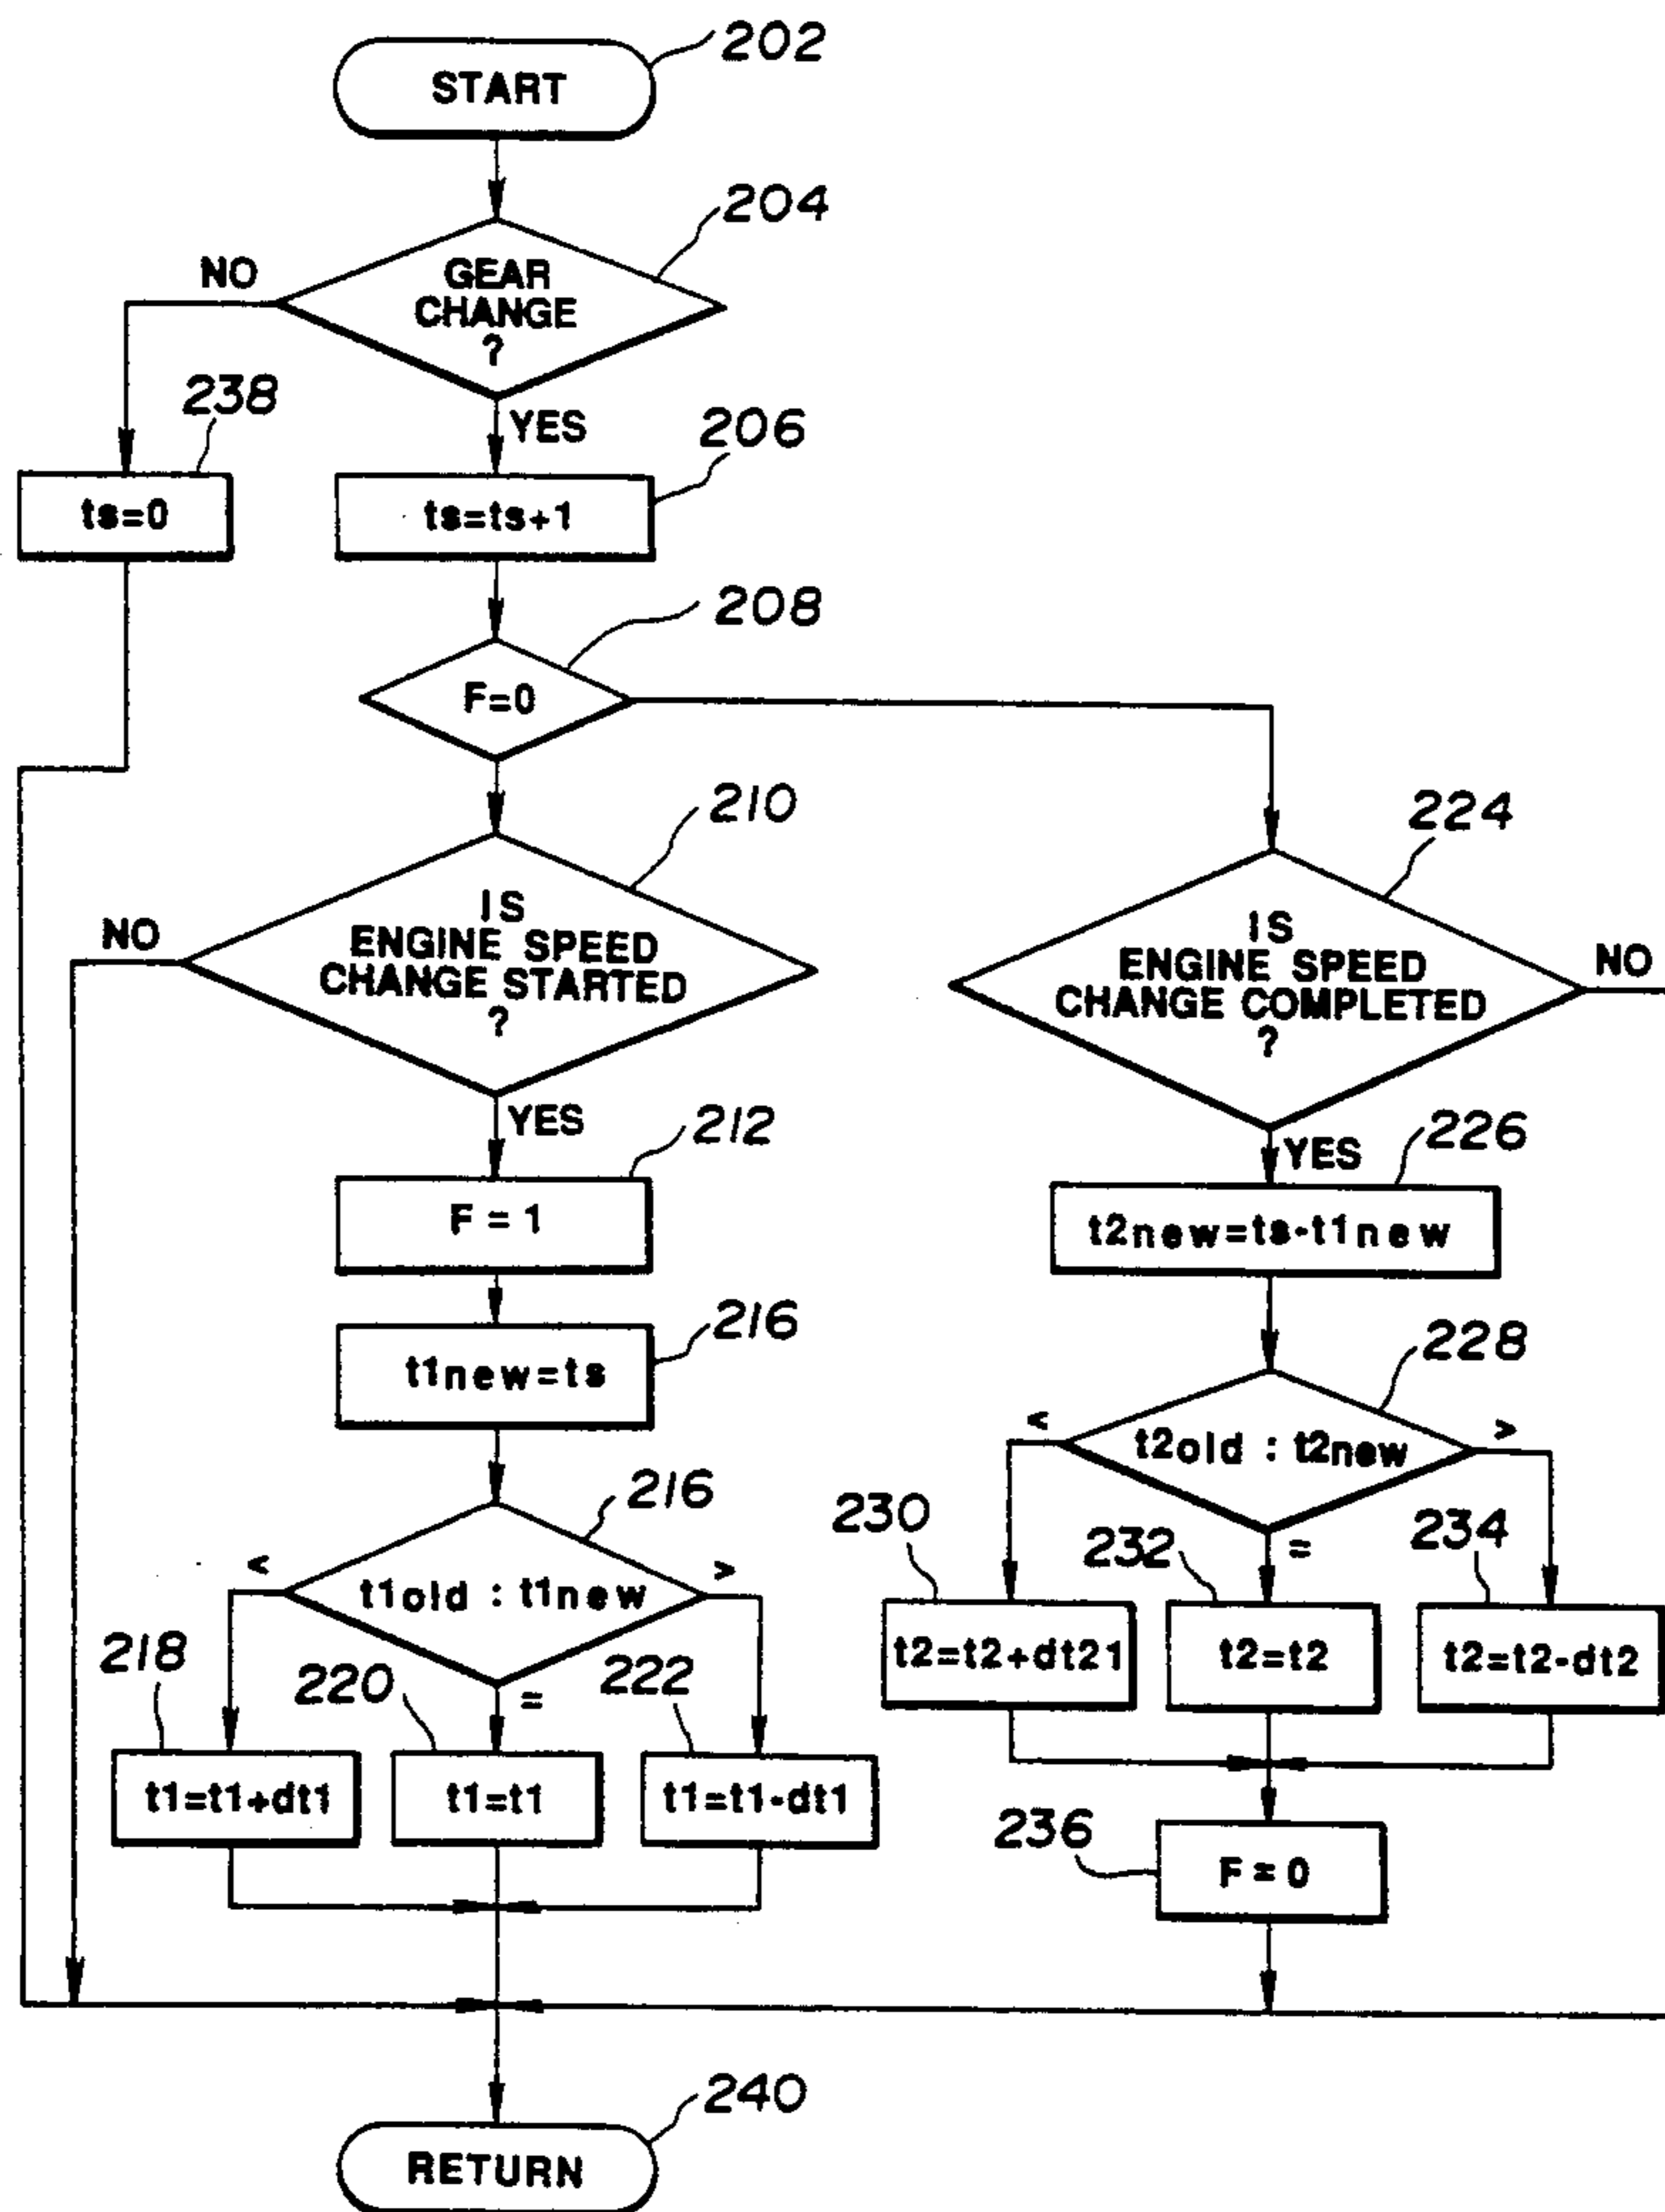 202
START
204
NO
GEAR
CHANGE
?
238
YES
206
ts=0
ts=ts+1
208
F=0
210
224
IS
ENGINE SPEED
CHANGE STARTED
?
NO
IS
ENGINE SPEED
CHANGE COMPLETED
?
NO
YES
212
YES
226
F = 1
t2new=ts-t1new
216
t1new=ts
228
<
t2old : t2new
>
216
230
232
=
234
<
t1old : t1new
>
t2=t2+dt21
t2=t2
t2=t2-dt2
218
220
=
222
t1=t1+dt1
t1=t1
t1=t1-dt1
236
F = 0
240
RETURN